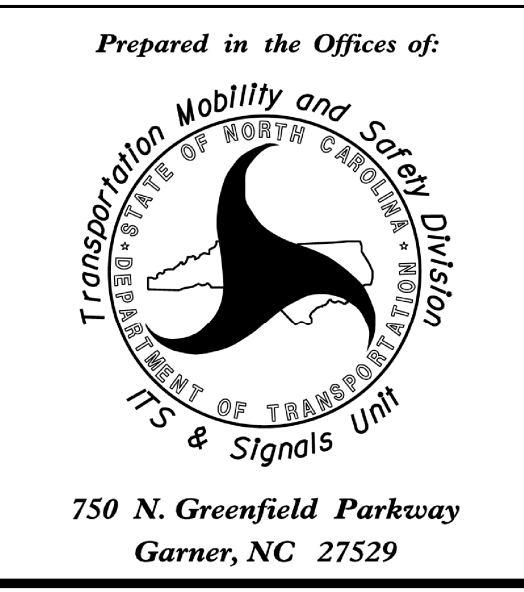 Prepared in the Offices of:
Transportation Mobility and Safety Division
STATE OF NORTH CAROLINA
DEPARTMENT OF TRANSPORTATION
ITS & Signals Unit
750 N. Greenfield Parkway
Garner, NC 27529